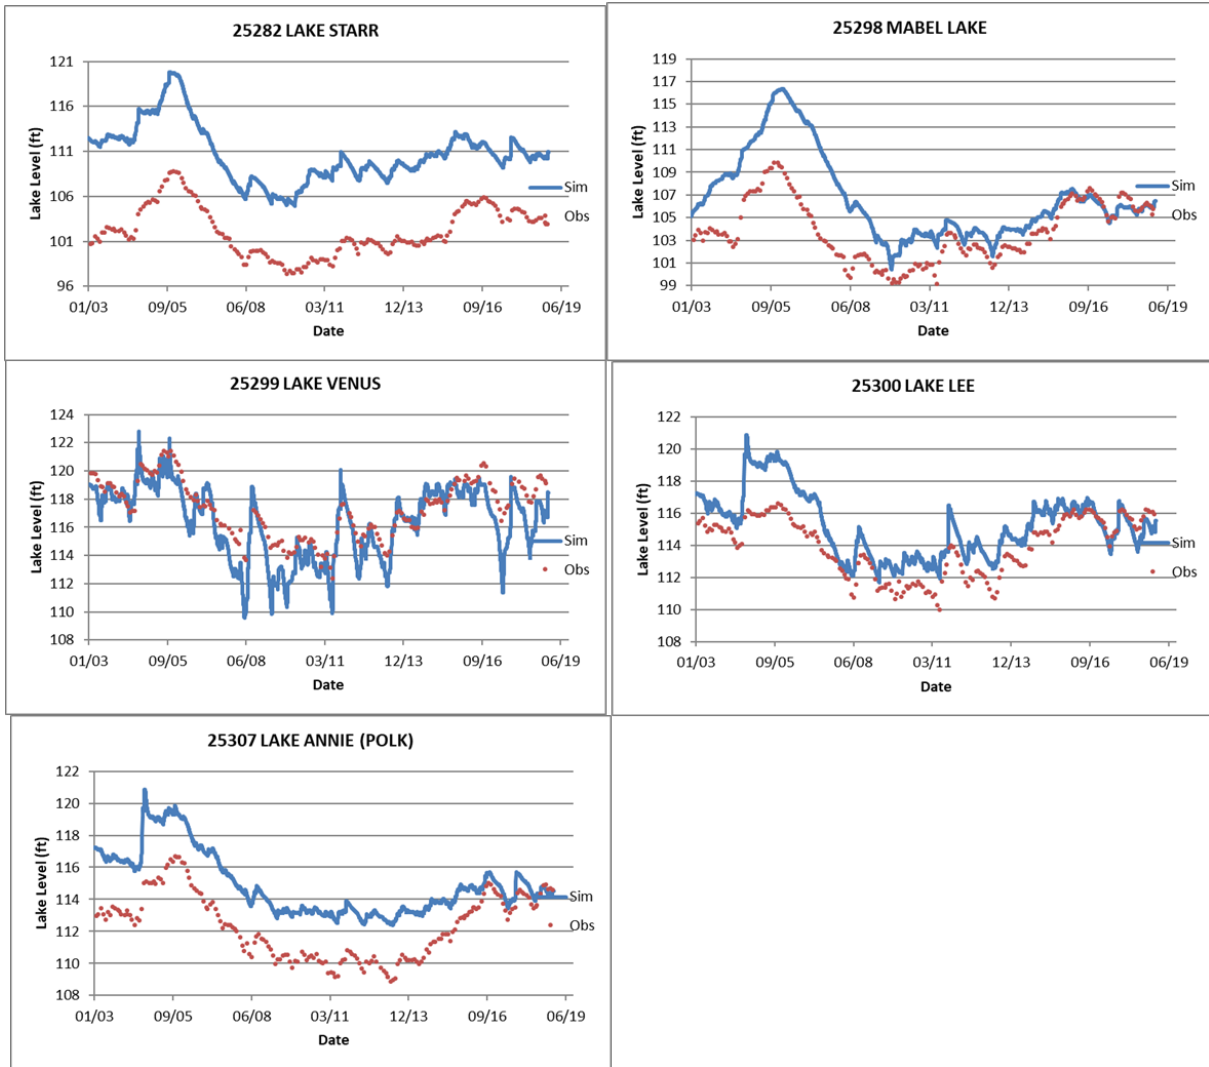 25282 LAKE STARR
121
116
111
106
101
96
Lake Level (ft)
Sim
Obs
01/03 09/05 06/08 03/11 12/13 09/16 06/19
Date
25298 MABEL LAKE
119
117
115
113
111
109
107
105
103
101
99
Lake Level (ft)
Sim
Obs
01/03 09/05 06/08 03/11 12/13 09/16 06/19
Date
25299 LAKE VENUS
124
122
120
118
116
114
112
110
108
Lake Level (ft)
Sim
Obs
01/03 09/05 06/08 03/11 12/13 09/16 06/19
Date
25300 LAKE LEE
122
120
118
116
114
112
110
108
Lake Level (ft)
Sim
Obs
01/03 09/05 06/08 03/11 12/13 09/16 06/19
Date
25307 LAKE ANNIE (POLK)
122
120
118
116
114
112
110
108
Lake Level (ft)
Sim
Obs
01/03 09/05 06/08 03/11 12/13 09/16 06/19
Date